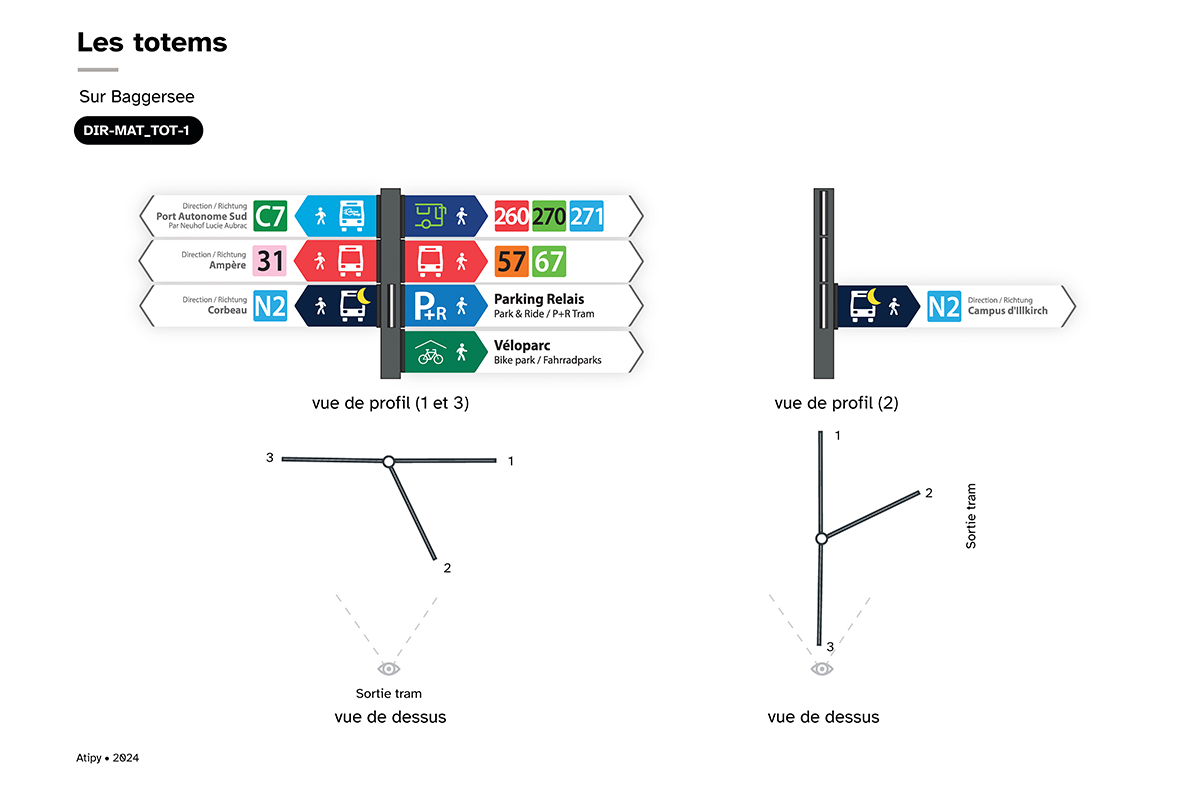 Les totems
Sur Baggersee
DIR-MAT_TOT-1
Direction / Richtung
Port Autonome Sud
Par Neuhof Lucie Aubrac
C7
260 270 271
Direction / Richtung
Ampère
31
57 67
Direction / Richtung
Corbeau
N2
P+R
Parking Relais
Park & Ride / P+R Tram
Véloparc
Bike park / Fahrradparks
N2
Direction / Richtung
Campus d'Illkirch
vue de profil (1 et 3)
vue de profil (2)
3
1
2
Sortie tram
vue de dessus
1
2
Sortie tram
3
vue de dessus
Atipy • 2024